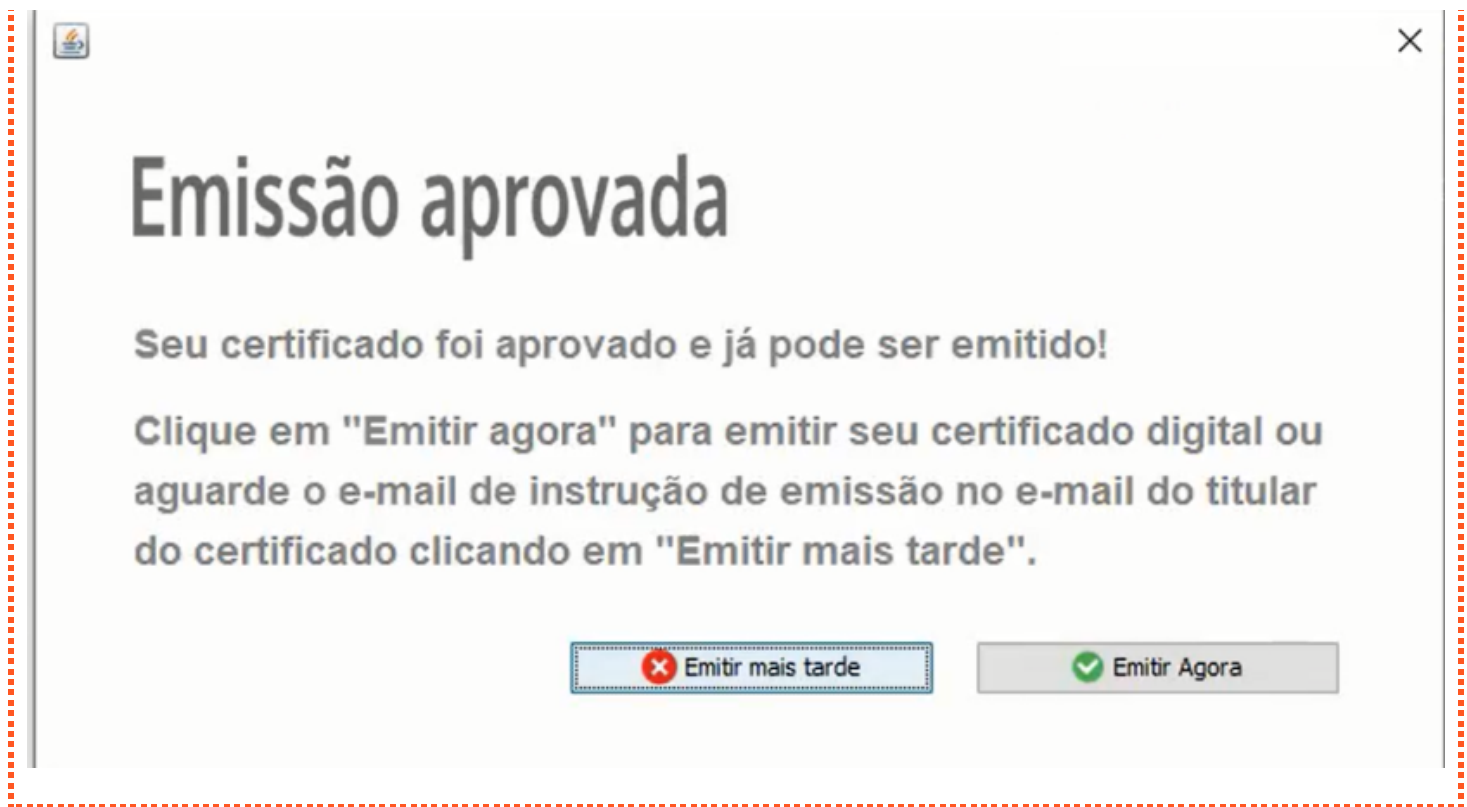 Emissão aprovada
Seu certificado foi aprovado e já pode ser emitido!
Clique em "Emitir agora" para emitir seu certificado digital ou
aguarde o e-mail de instrução de emissão no e-mail do titular
do certificado clicando em "Emitir mais tarde".
Emitir mais tarde
Emitir Agora